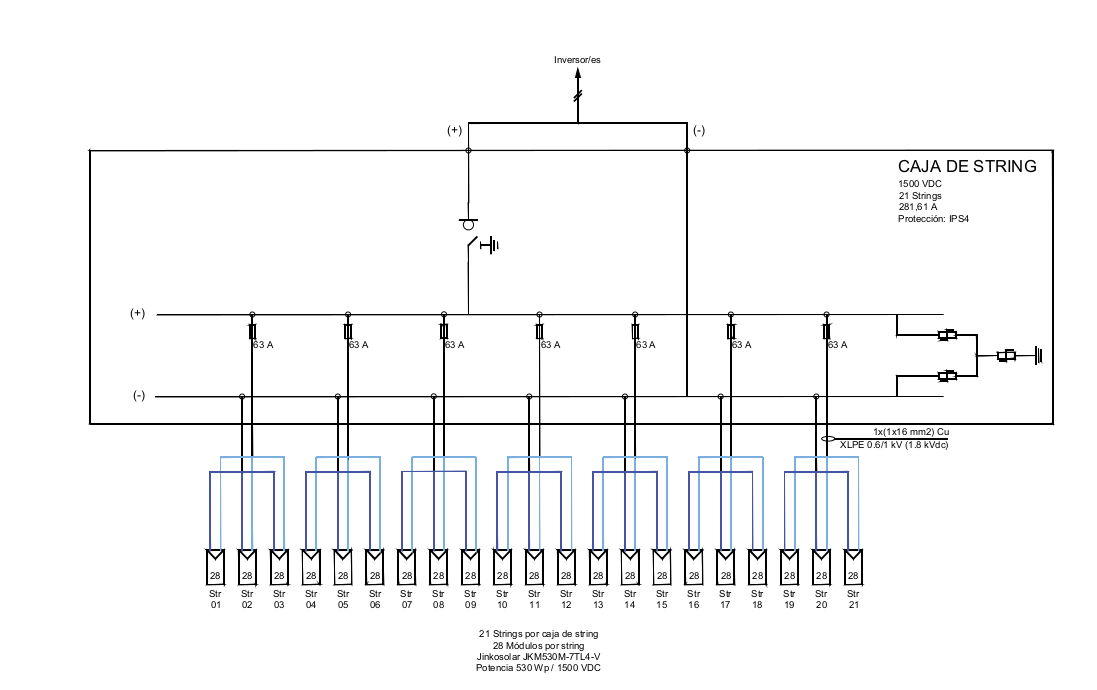 Inversor/es
(+)
(-)
CAJA DE STRING
1500 VDC
21 Strings
281,61 A
Protección: IPS4
(+)
63 A
63 A
63 A
63 A
63 A
63 A
63 A
(-)
1x(1x16 mm2) Cu
XLPE 0.6/1 kV (1.8 kVdc)
28 28 28 28 28 28 28 28 28 28 28 28 28 28 28 28 28 28 28 28 28
Str Str Str Str Str Str Str Str Str Str Str Str Str Str Str Str Str Str Str Str Str
01 02 03 04 05 06 07 08 09 10 11 12 13 14 15 16 17 18 19 20 21
21 Strings por caja de string
28 Módulos por string
Jinkosolar JKM530M-7TL4-V
Potencia 530 Wp / 1500 VDC